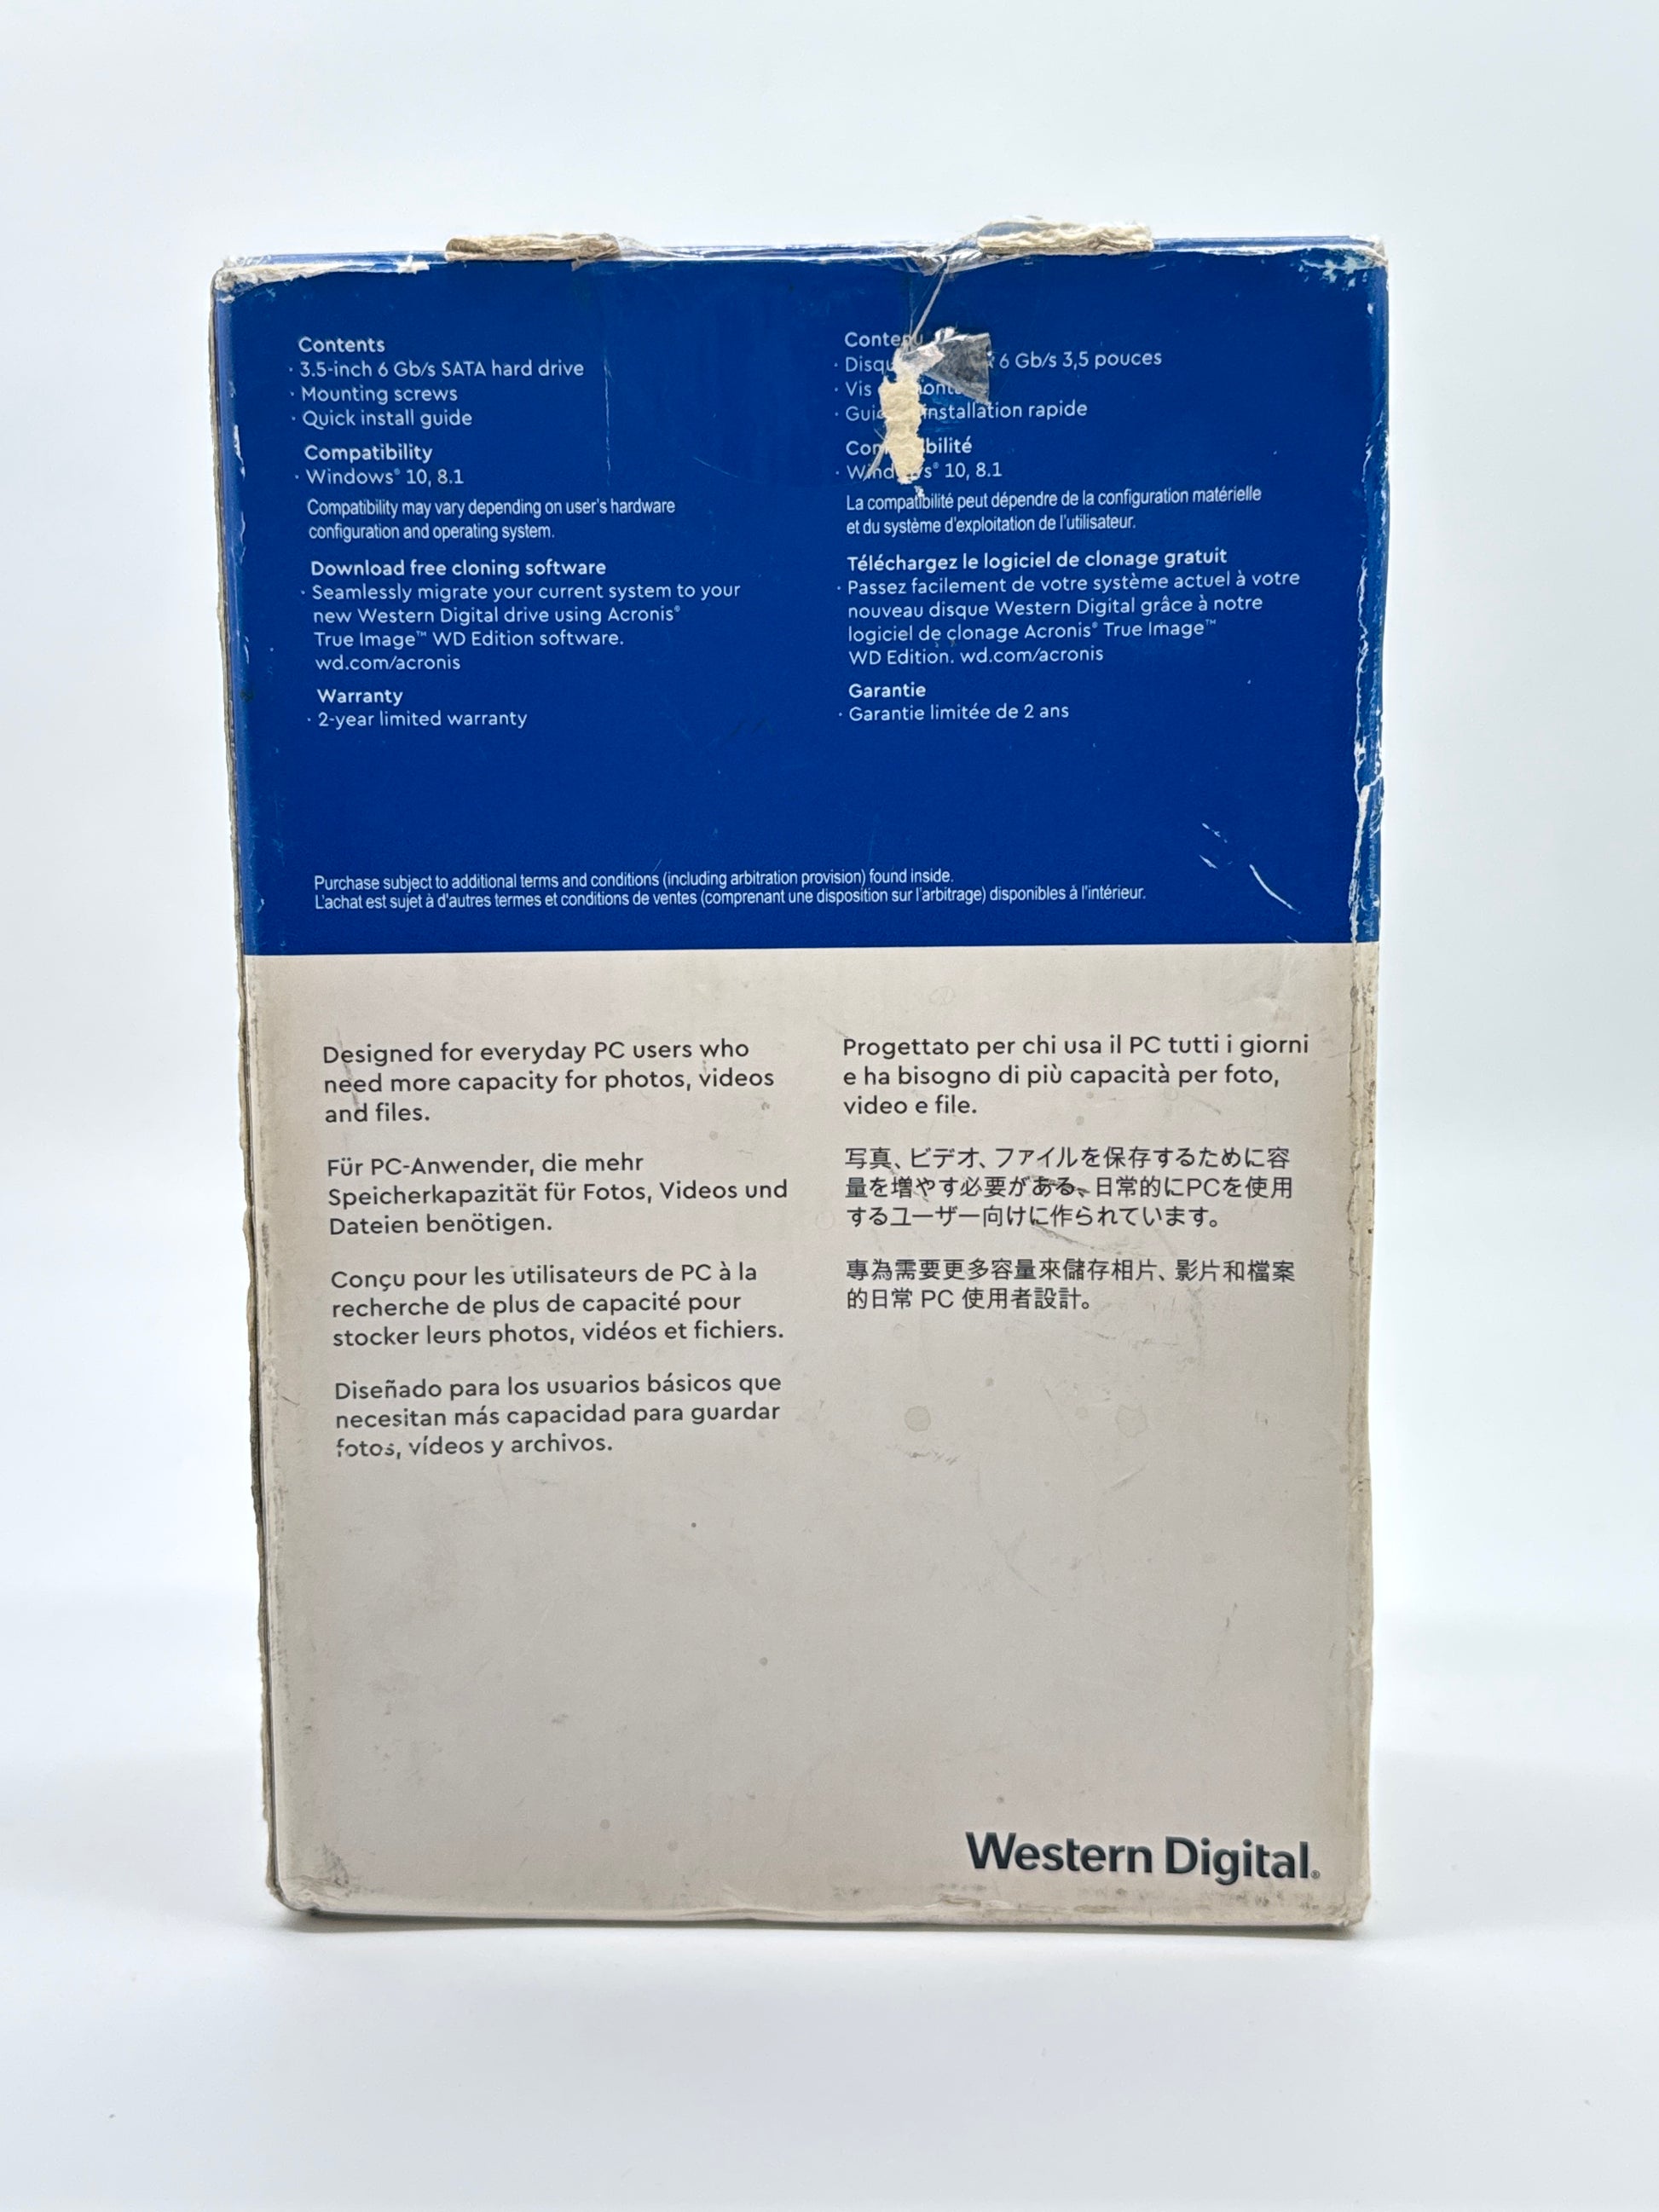 Contents
· 3.5-inch 6 Gb/s SATA hard drive
· Mounting screws
· Quick install guide
Compatibility
· Windows® 10, 8.1
Compatibility may vary depending on user's hardware
configuration and operating system.
Download free cloning software
· Seamlessly migrate your current system to your
new Western Digital drive using Acronis®
True Image™ WD Edition software.
wd.com/acronis
Warranty
· 2-year limited warranty
· 6 Gb/s 3,5 pouces
· Vis
· installation rapide
· 10, 8.1
La compatibilité peut dépendre de la configuration matérielle
et du système d'exploitation de l'utilisateur.
Téléchargez le logiciel de clonage gratuit
· Passez facilement de votre système actuel à votre
nouveau disque Western Digital grâce à notre
logiciel de clonage Acronis® True Image™
WD Edition. wd.com/acronis
Garantie
· Garantie limitée de 2 ans
Purchase subject to additional terms and conditions (including arbitration provision) found inside.
L'achat est sujet à d'autres termes et conditions de ventes (comprenant une disposition sur l'arbitrage) disponibles à l'intérieur.
Designed for everyday PC users who
need more capacity for photos, videos
and files.
Für PC-Anwender, die mehr
Speicherkapazität für Fotos, Videos und
Dateien benötigen.
Conçu pour les utilisateurs de PC à la
recherche de plus de capacité pour
stocker leurs photos, vidéos et fichiers.
Diseñado para los usuarios básicos que
necesitan más capacidad para guardar
fotos, vídeos y archivos.
Progettato per chi usa il PC tutti i giorni
e ha bisogno di più capacità per foto,
video e file.
写真、ビデオ、ファイルを保存するために容
量を増やす必要がある、日常的にPCを使用
するユーザー向けに作られています。
專為需要更多容量來儲存相片、影片和檔案
的日常 PC 使用者設計。
Western Digital®